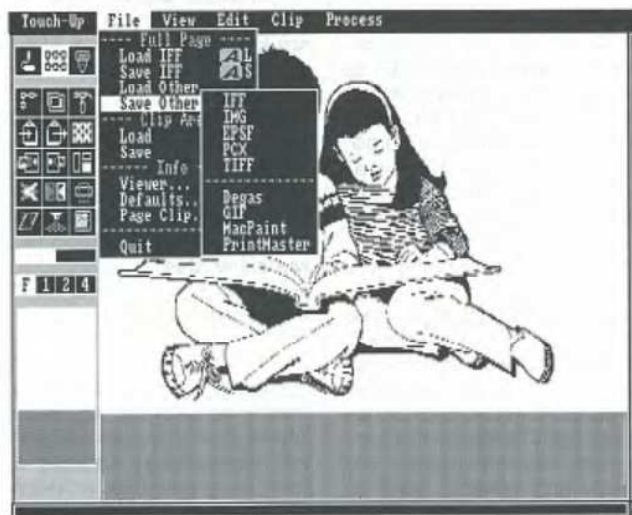 Touch-Up File View Edit Clip Process
---- Full Page ----
Load IFF AL
Save IFF AS
Load Other
Save Other
---- Clip Are
Load
Save
---- Info -
Viewer...
Defaults..
Page Clip.
Quit
IFF
IMG
EPSF
PCX
TIFF
Degas
GIF
MacPaint
PrintMaster
F 1 2 4